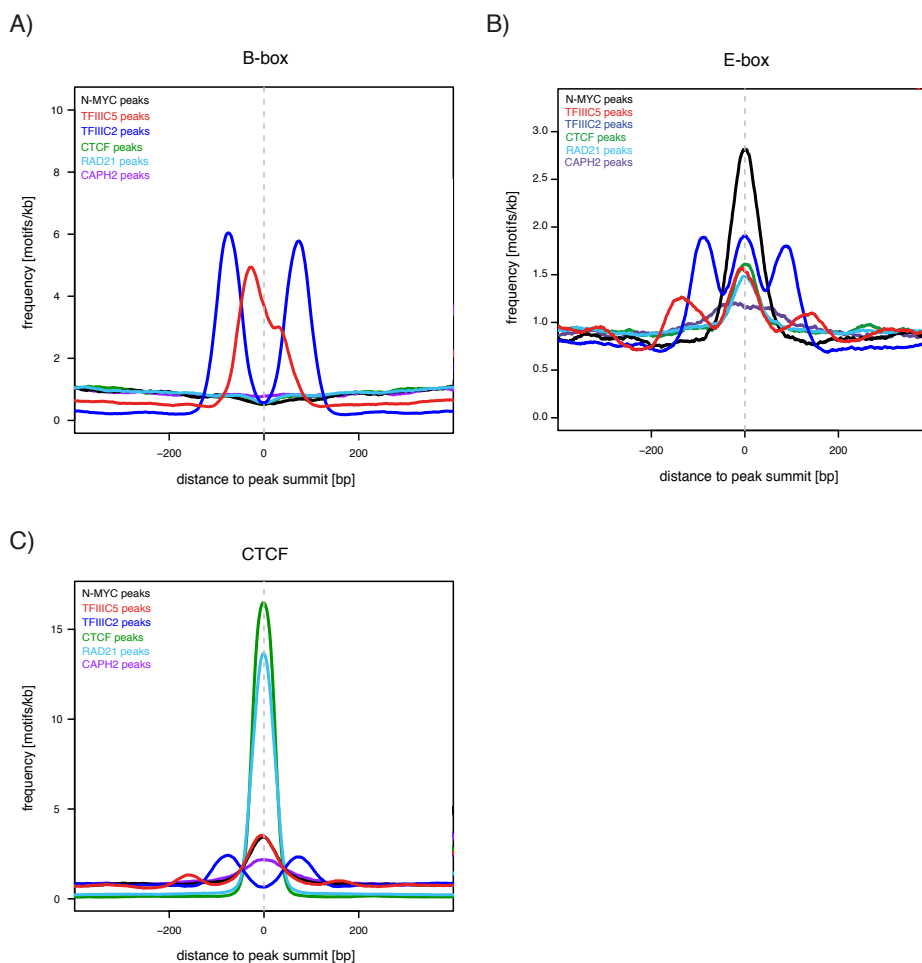 A)
B-box
N-MYC peaks
TFIIIC5 peaks
TFIIIC2 peaks
CTCF peaks
RAD21 peaks
CAPH2 peaks
frequency [motifs/kb]
10
8
6
4
2
0
−200
0
200
distance to peak summit [bp]
B)
E-box
N-MYC peaks
TFIIIC5 peaks
TFIIIC2 peaks
CTCF peaks
RAD21 peaks
CAPH2 peaks
frequency [motifs/kb]
3.0
2.5
2.0
1.5
1.0
0.5
0.0
−200
0
200
distance to peak summit [bp]
C)
CTCF
N-MYC peaks
TFIIIC5 peaks
TFIIIC2 peaks
CTCF peaks
RAD21 peaks
CAPH2 peaks
frequency [motifs/kb]
15
10
5
0
−200
0
200
distance to peak summit [bp]